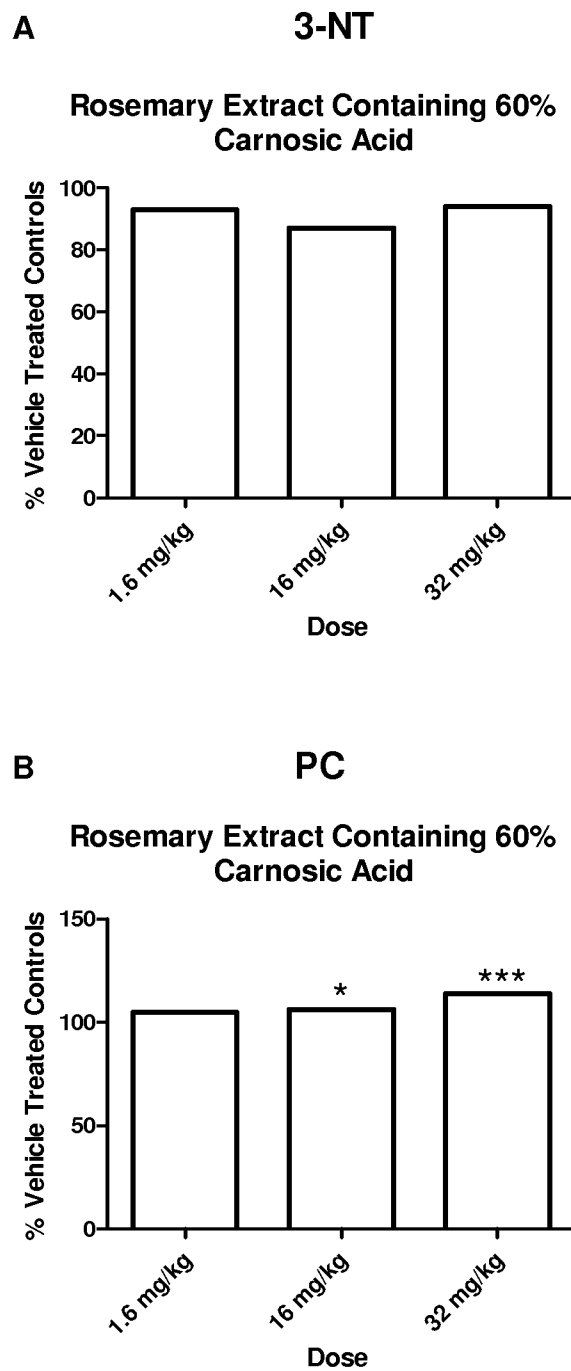 A
3-NT
Rosemary Extract Containing 60%
Carnosic Acid
% Vehicle Treated Controls
100
80
60
40
20
0
1.6 mg/kg
16 mg/kg
32 mg/kg
Dose
B
PC
Rosemary Extract Containing 60%
Carnosic Acid
% Vehicle Treated Controls
150
100
50
0
*
***
1.6 mg/kg
16 mg/kg
32 mg/kg
Dose